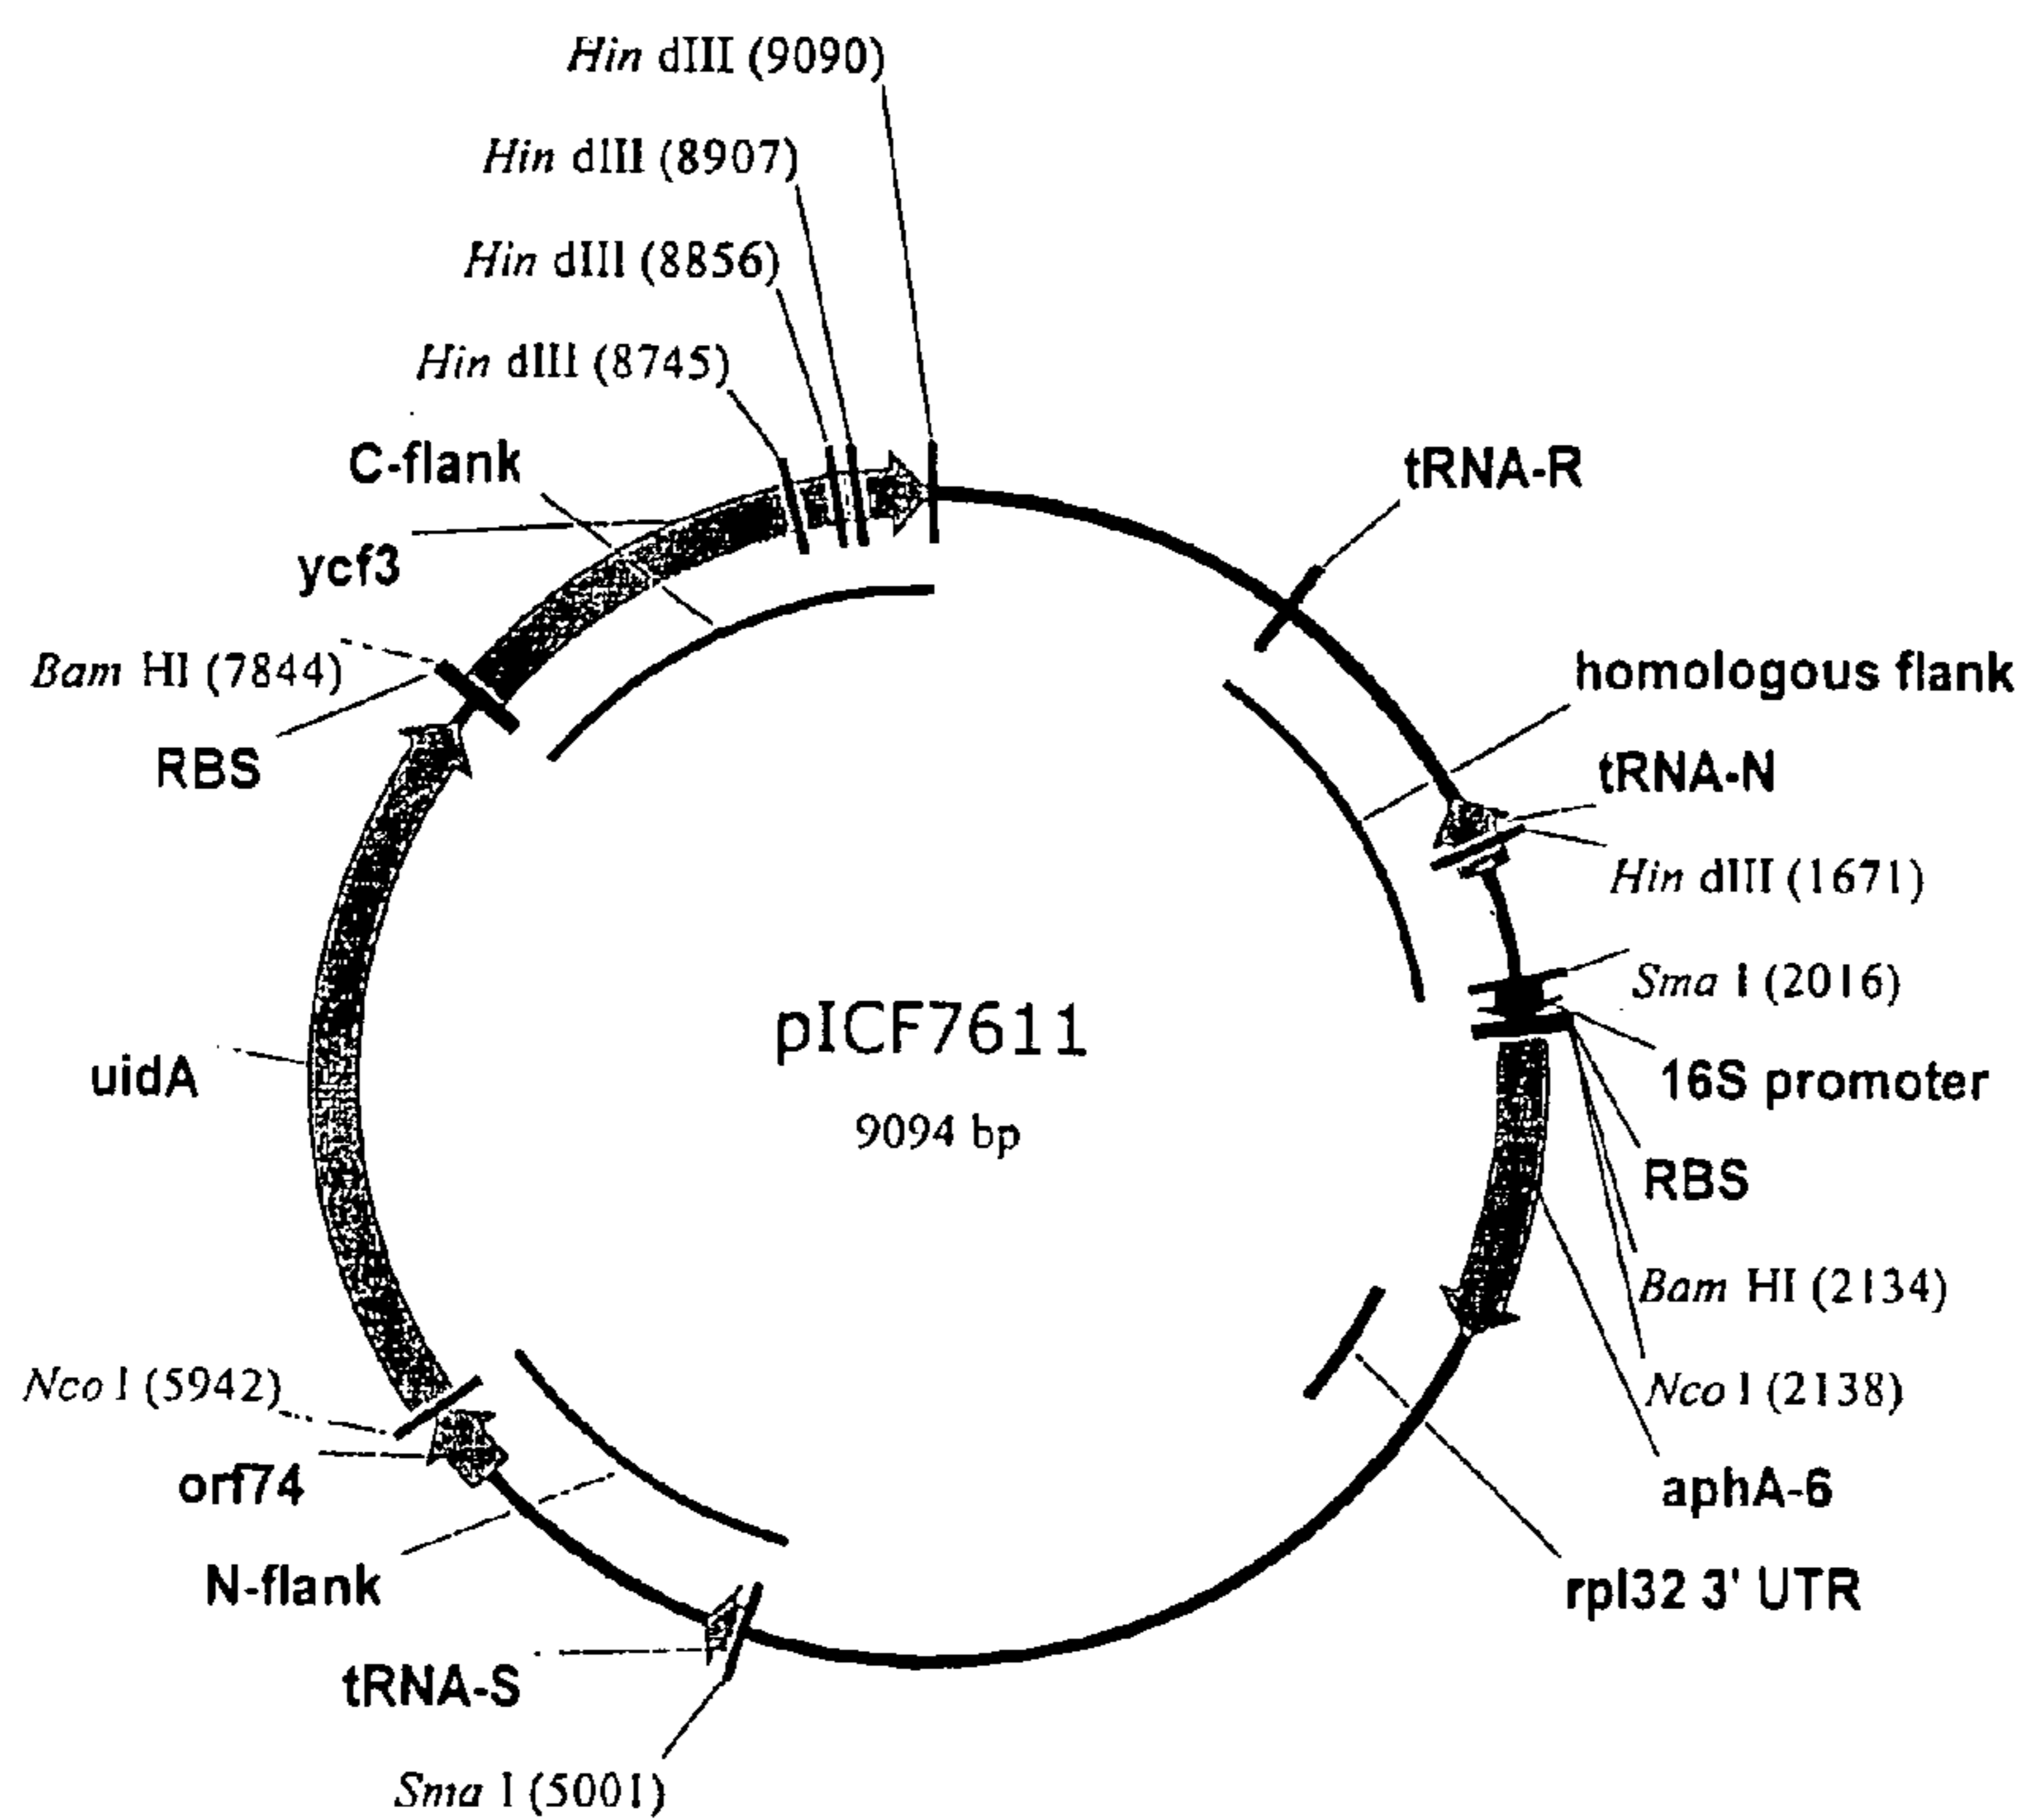 Hin dIII (9090)
Hin dIII (8907)
Hin dIII (8856)
Hin dIII (8745)
C-flank
tRNA-R
ycf3
Bam HI (7844)
homologous flank
RBS
tRNA-N
Hin dIII (1671)
Sma I (2016)
pICF7611
uidA
16S promoter
9094 bp
RBS
Bam HI (2134)
Nco I (5942)
Nco I (2138)
orf74
aphA-6
N-flank
rpl32 3' UTR
tRNA-S
Sma I (5001)